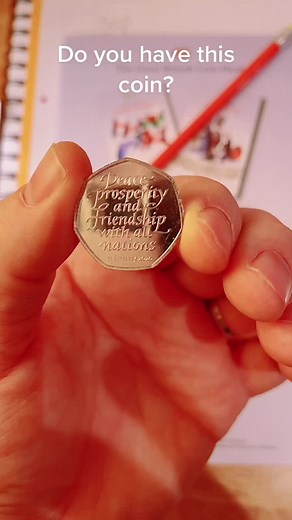 Do you have this
coin?
Peace,
prosperity
and
friendship
with all
nations